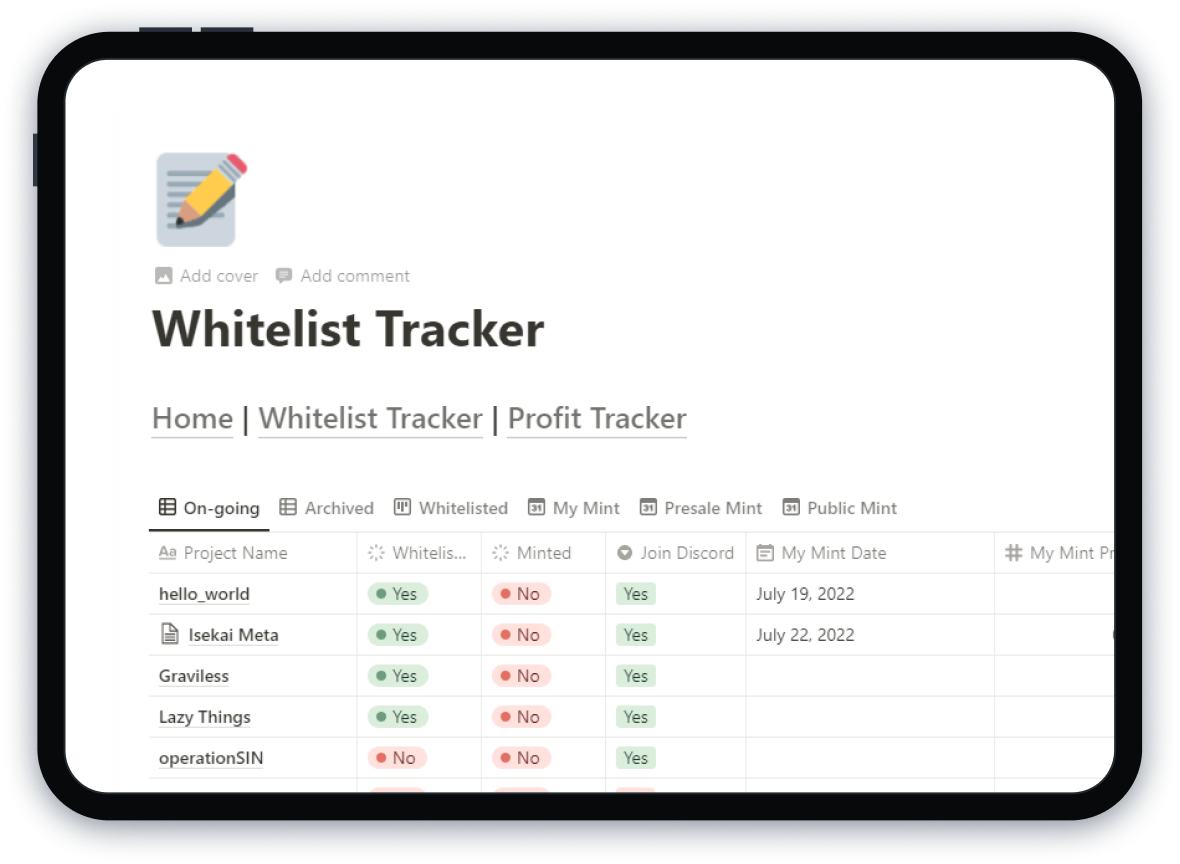 Add cover Add comment
Whitelist Tracker
Home | Whitelist Tracker | Profit Tracker
On-going Archived Whitelisted My Mint Presale Mint Public Mint
Aa Project Name Whitelis... Minted Join Discord My Mint Date # My Mint Pr
hello_world Yes No Yes July 19, 2022
Isekai Meta Yes No Yes July 22, 2022
Graviless Yes No Yes
Lazy Things Yes No Yes
operationSIN No No Yes